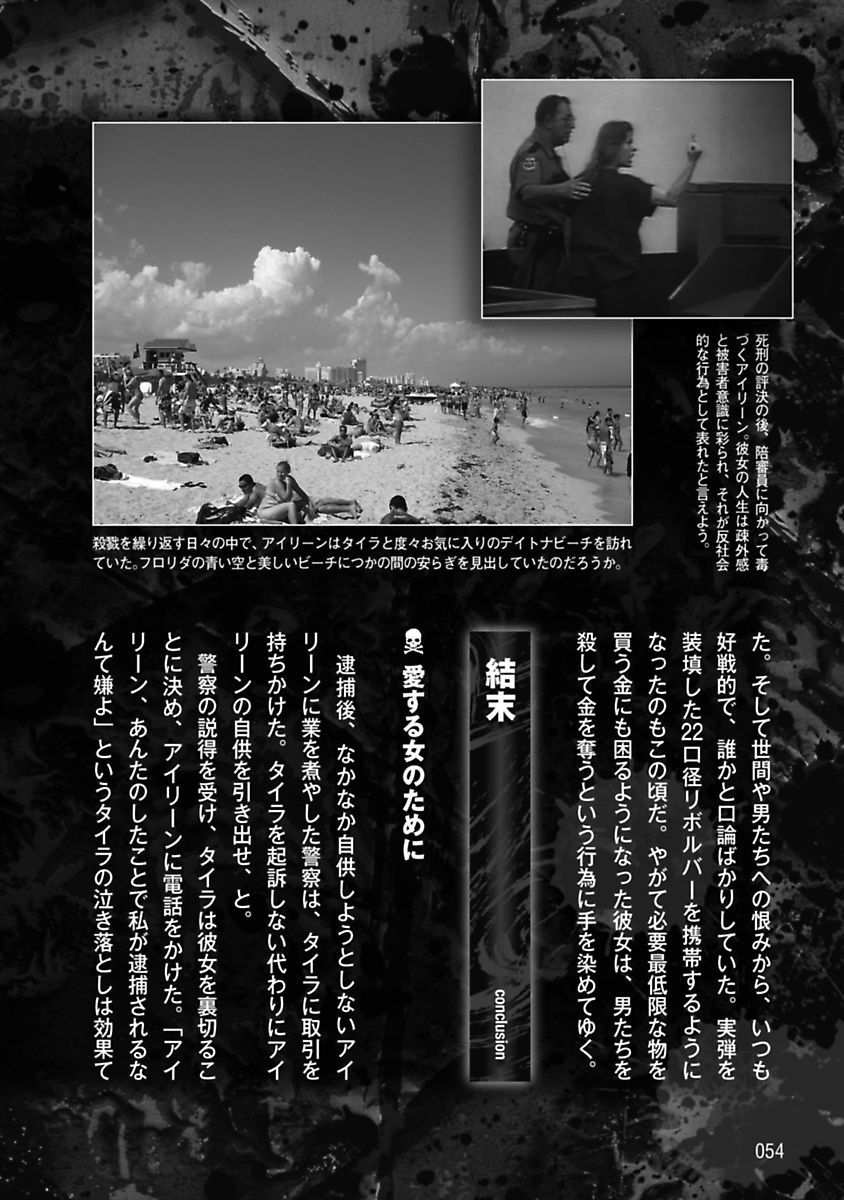 死刑の評決の後、陪審員に向かって毒
づくアイリーン。彼女の人生は疎外感
と被害者意識に彩られ、それが反社会
的な行為として表れたと言えよう。
殺戮を繰り返す日々の中で、アイリーンはタイラと度々お気に入りのデイトナビーチを訪れ
ていた。フロリダの青い空と美しいビーチにつかの間の安らぎを見出していたのだろうか。
た。そして世間や男たちへの恨みから、いつも
好戦的で、誰かと口論ばかりしていた。実弾を
装填した22口径リボルバーを携帯するように
なったのもこの頃だ。やがて必要最低限な物を
買う金にも困るようになった彼女は、男たちを
殺して金を奪うという行為に手を染めてゆく。
結末
conclusion
愛する女のために
逮捕後、なかなか自供しようとしないアイ
リーンに業を煮やした警察は、タイラに取引を
持ちかけた。タイラを起訴しない代わりにアイ
リーンの自供を引き出せ、と。
警察の説得を受け、タイラは彼女を裏切るこ
とに決め、アイリーンに電話をかけた。「アイ
リーン、あんたのしたことで私が逮捕されるな
んて嫌よ」というタイラの泣き落としは効果て
054